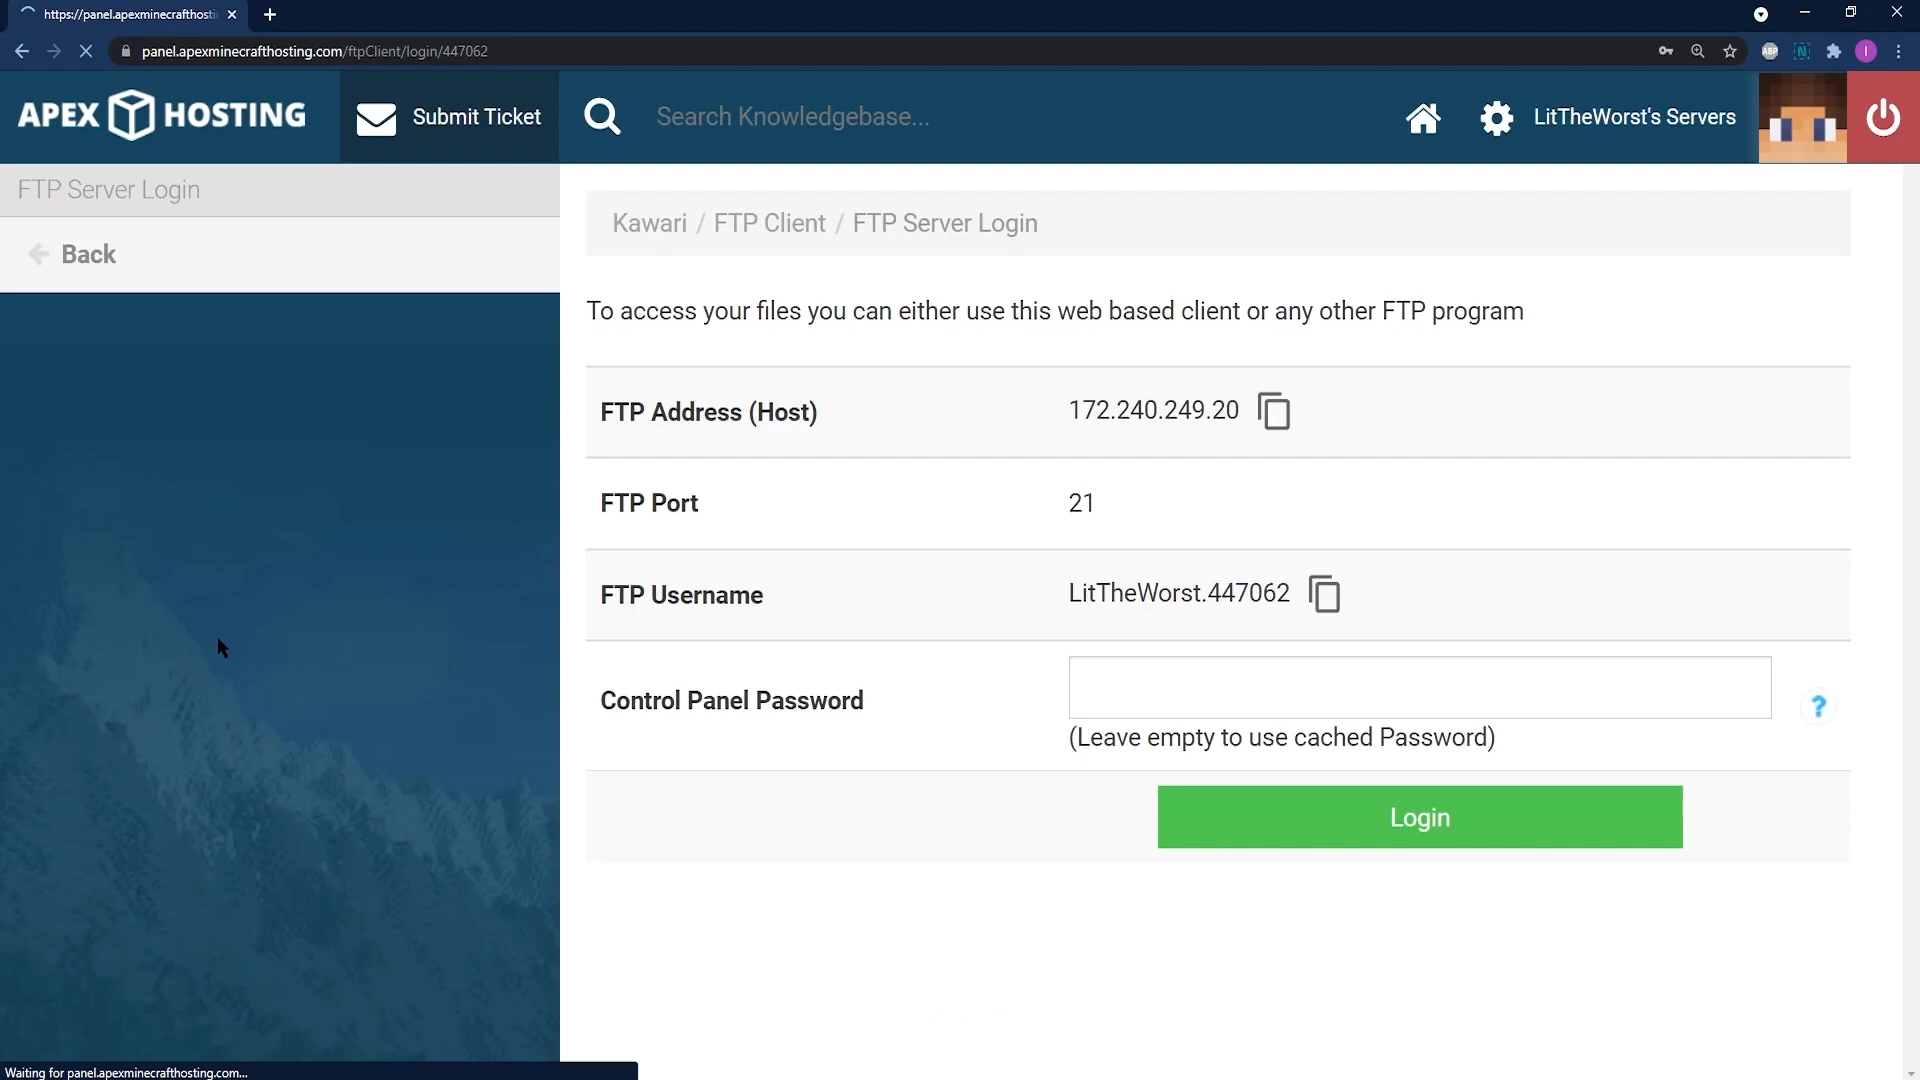 https://panel.apexminecrafthosti
panel.apexminecrafthosting.com/ftpClient/login/447062
ABP
N
I
APEX HOSTING
Submit Ticket
Search Knowledgebase...
LitTheWorst's Servers
FTP Server Login
Back
Kawari / FTP Client / FTP Server Login
To access your files you can either use this web based client or any other FTP program
FTP Address (Host) 172.240.249.20
FTP Port 21
FTP Username LitTheWorst.447062
Control Panel Password
?
(Leave empty to use cached Password)
Login
Waiting for panel.apexminecrafthosting.com...